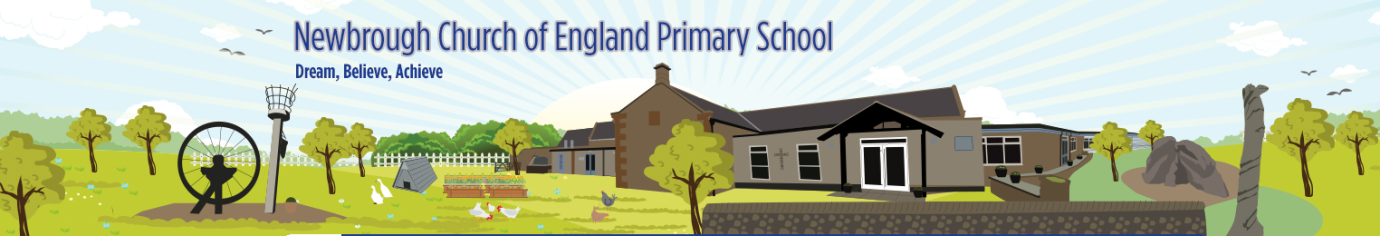 Newbrough Church of England Primary School
Dream, Believe, Achieve